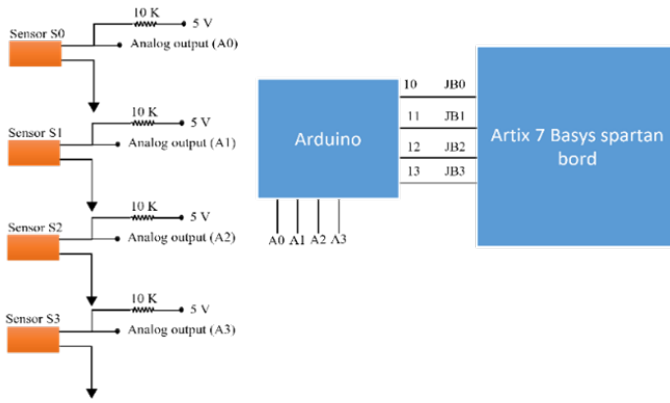 10 K
5 V
Sensor S0
Analog output (A0)
10 K
5 V
Sensor S1
Analog output (A1)
10 K
5 V
Sensor S2
Analog output (A2)
10 K
5 V
Sensor S3
Analog output (A3)
Arduino
10 JB0
11 JB1
12 JB2
13 JB3
A0 A1 A2 A3
Artix 7 Basys spartan
bord